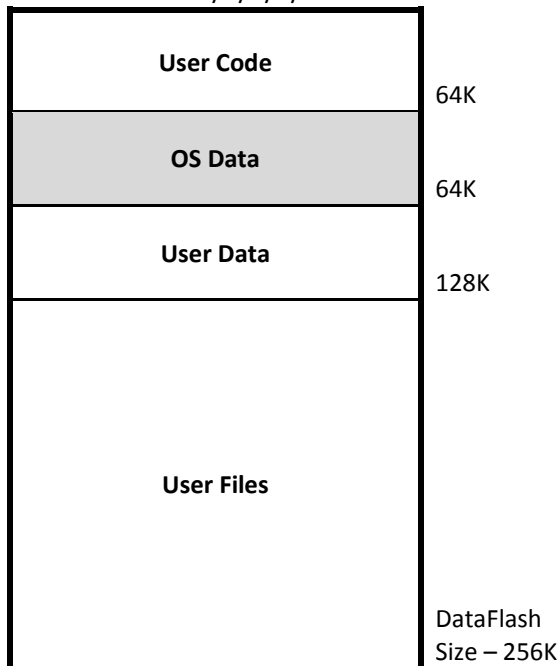 User Code
64K
OS Data
64K
User Data
128K
User Files
DataFlash
Size – 256K